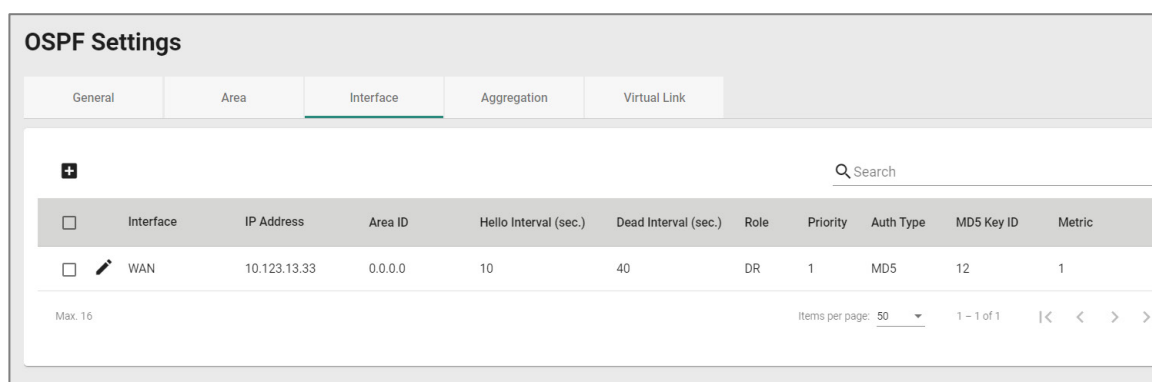 OSPF Settings
General Area Interface Aggregation Virtual Link
Search
Interface IP Address Area ID Hello Interval (sec.) Dead Interval (sec.) Role Priority Auth Type MD5 Key ID Metric
WAN 10.123.13.33 0.0.0.0 10 40 DR 1 MD5 12 1
Max. 16 Items per page: 50 1 – 1 of 1